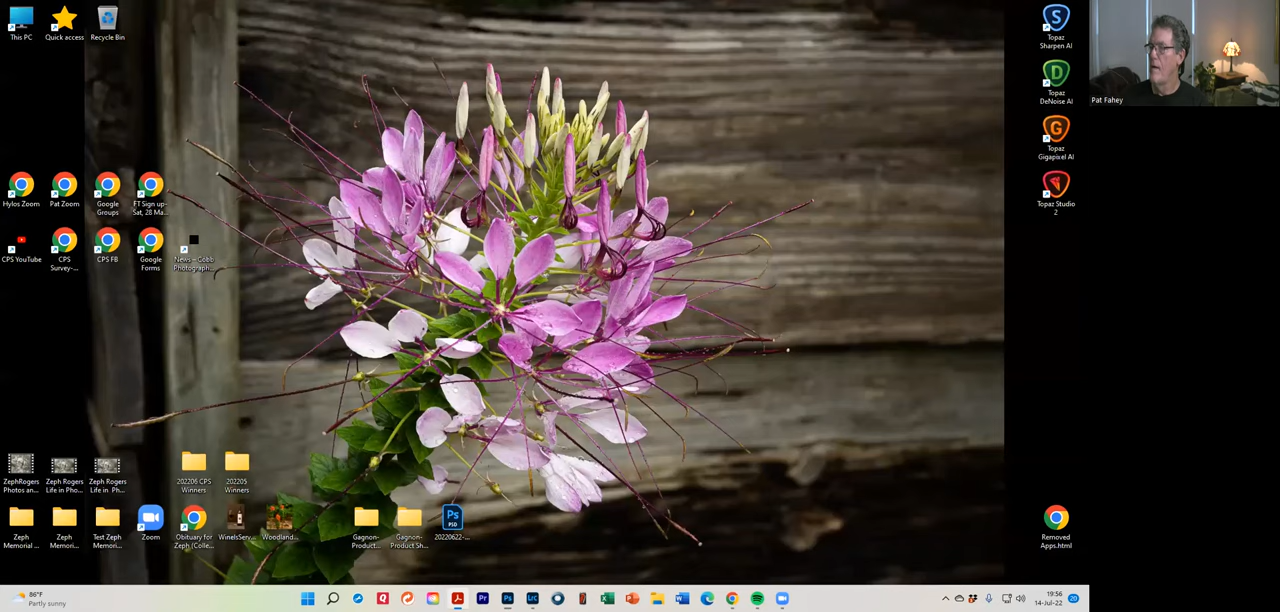 This PC
Quick access
Recycle Bin
Topaz
Sharpen AI
Topaz
DeNoise AI
Topaz
Gigapixel AI
Topaz Studio
2
Pat Fahey
Hylos Zoom
Pat Zoom
Google
Groups
FT Sign up-
Sat, 28 Ma...
CPS YouTube
CPS
Survey-...
CPS FB
Google
Forms
News – Cobb
Photograph...
ZephRogers
Photos an...
Zeph Rogers
Life in Pho...
Zeph Rogers
Life in Ph...
202206 CPS
Winners
202205
Winners
Zeph
Memorial ...
Zeph
Memori...
Test Zeph
Memori...
Zoom
Obituary for
Zeph (Colle...
WineIsServ...
Woodland...
Gagnon-
Product...
Gagnon-
Product Sh...
Ps
PSD
20220622-...
Removed
Apps.html
86°F
Partly sunny
19:56
14-Jul-22
20